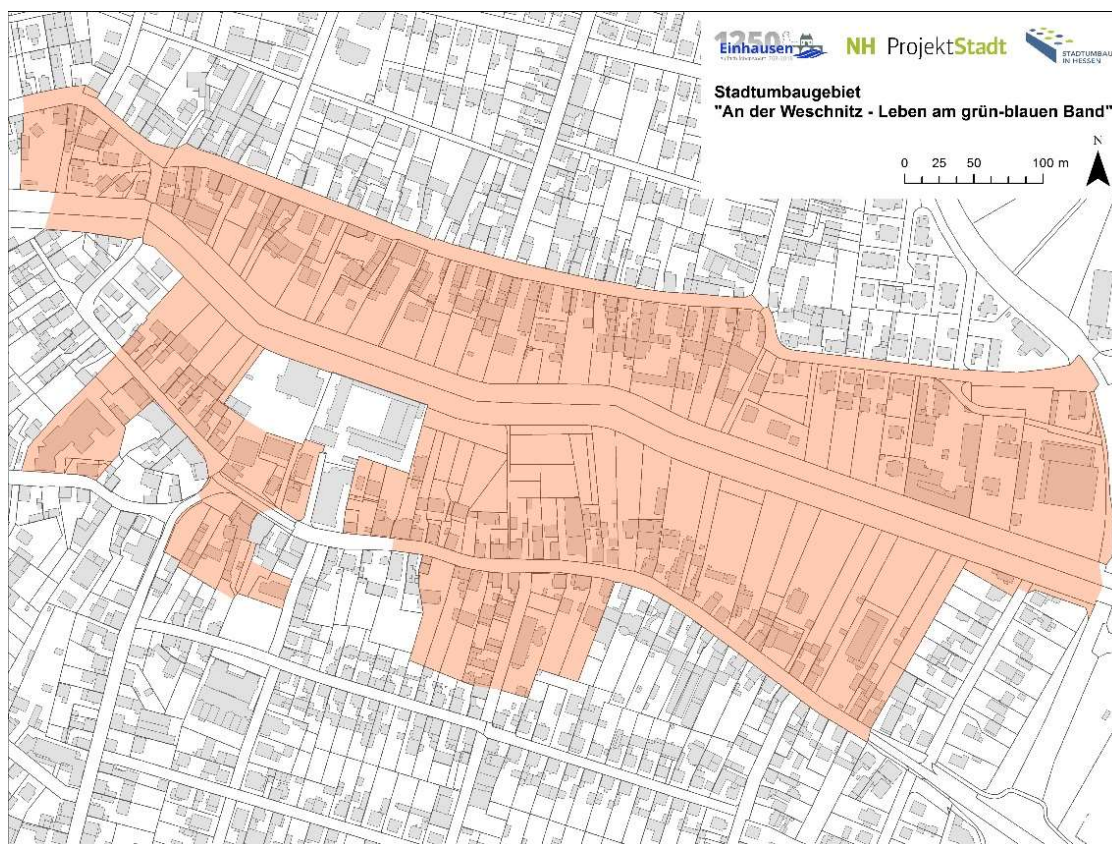 1250
Einhausen
NH ProjektStadt
STADTUMBAU
IN HESSEN
Stadtumbaugebiet
"An der Weschnitz - Leben am grün-blauen Band"
N
0 25 50 100 m